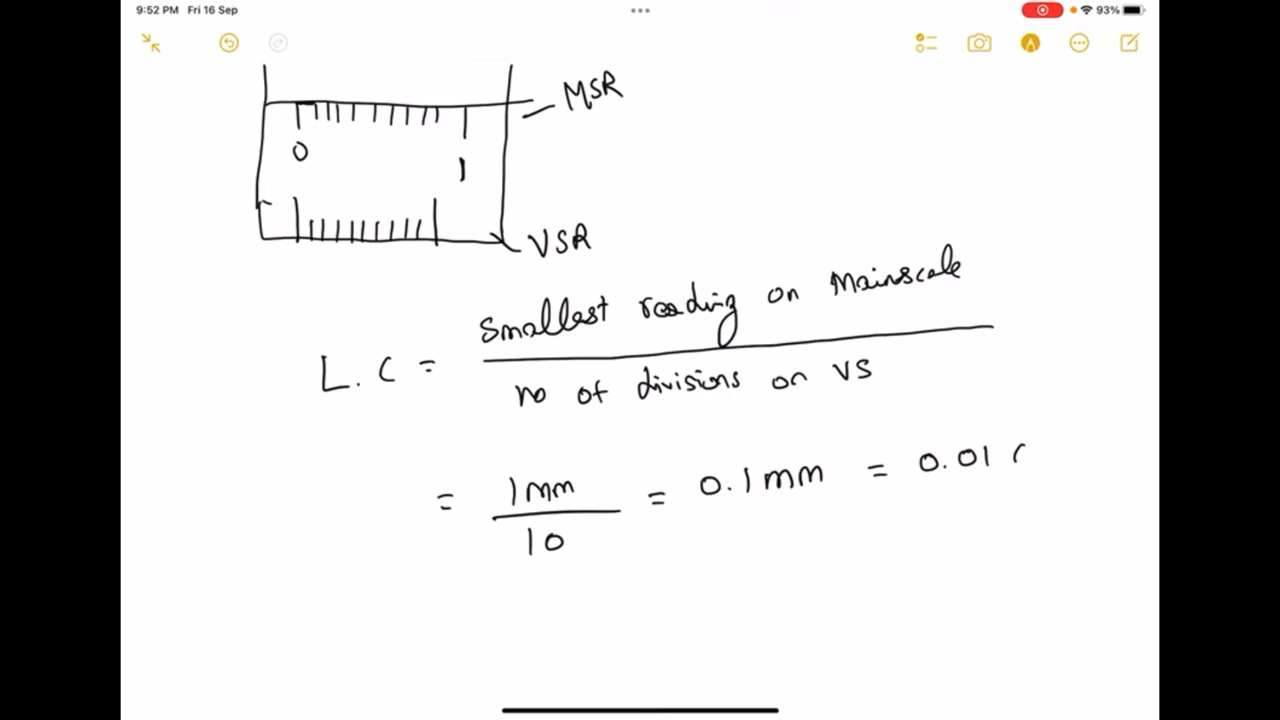 9:52 PM Fri 16 Sep
93%
MSR
0
1
VSR
L.C = Smallest reading on Mainscale
no of divisions on VS
= 1mm = 0.1mm = 0.01 (
10